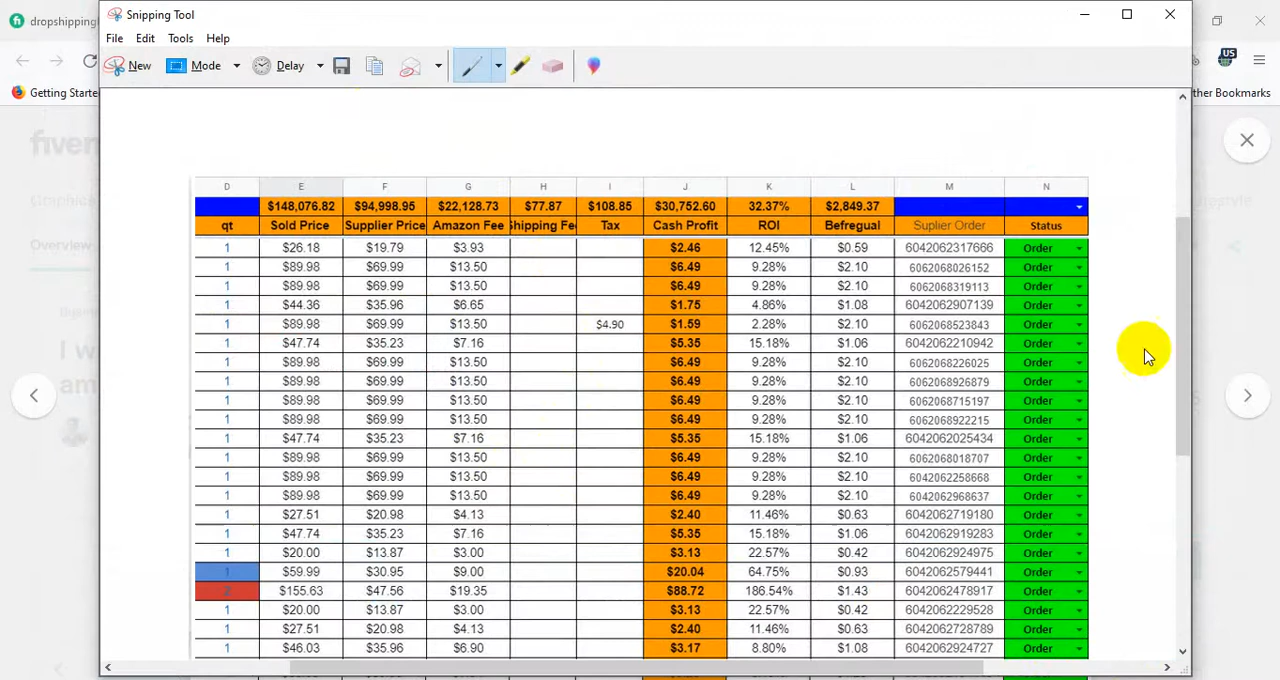 dropshipping
Snipping Tool
File Edit Tools Help
New Mode Delay
US
Getting Starte
ther Bookmarks
D E F G H I J K L M N
$148,076.82 $94,998.95 $22,128.73 $77.87 $108.85 $30,752.60 32.37% $2,849.37
qt Sold Price Supplier Price Amazon Fee Shipping Fe Tax Cash Profit ROI Befregual Suplier Order Status
1 $26.18 $19.79 $3.93 $2.46 12.45% $0.59 6042062317666 Order
1 $89.98 $69.99 $13.50 $6.49 9.28% $2.10 6062068026152 Order
1 $89.98 $69.99 $13.50 $6.49 9.28% $2.10 6062068319113 Order
1 $44.36 $35.96 $6.65 $1.75 4.86% $1.08 6042062907139 Order
1 $89.98 $69.99 $13.50 $4.90 $1.59 2.28% $2.10 6062068523843 Order
1 $47.74 $35.23 $7.16 $5.35 15.18% $1.06 6042062210942 Order
1 $89.98 $69.99 $13.50 $6.49 9.28% $2.10 6062068226025 Order
1 $89.98 $69.99 $13.50 $6.49 9.28% $2.10 6062068926879 Order
1 $89.98 $69.99 $13.50 $6.49 9.28% $2.10 6062068715197 Order
1 $89.98 $69.99 $13.50 $6.49 9.28% $2.10 6062068922215 Order
1 $47.74 $35.23 $7.16 $5.35 15.18% $1.06 6042062025434 Order
1 $89.98 $69.99 $13.50 $6.49 9.28% $2.10 6062068018707 Order
1 $89.98 $69.99 $13.50 $6.49 9.28% $2.10 6042062258668 Order
1 $89.98 $69.99 $13.50 $6.49 9.28% $2.10 6042062968637 Order
1 $27.51 $20.98 $4.13 $2.40 11.46% $0.63 6042062719180 Order
1 $47.74 $35.23 $7.16 $5.35 15.18% $1.06 6042062919283 Order
1 $20.00 $13.87 $3.00 $3.13 22.57% $0.42 6042062924975 Order
1 $59.99 $30.95 $9.00 $20.04 64.75% $0.93 6042062579441 Order
2 $155.63 $47.56 $19.35 $88.72 186.54% $1.43 6042062478917 Order
1 $20.00 $13.87 $3.00 $3.13 22.57% $0.42 6042062229528 Order
1 $27.51 $20.98 $4.13 $2.40 11.46% $0.63 6042062728789 Order
1 $46.03 $35.96 $6.90 $3.17 8.80% $1.08 6042062924727 Order
Overview
I w
am